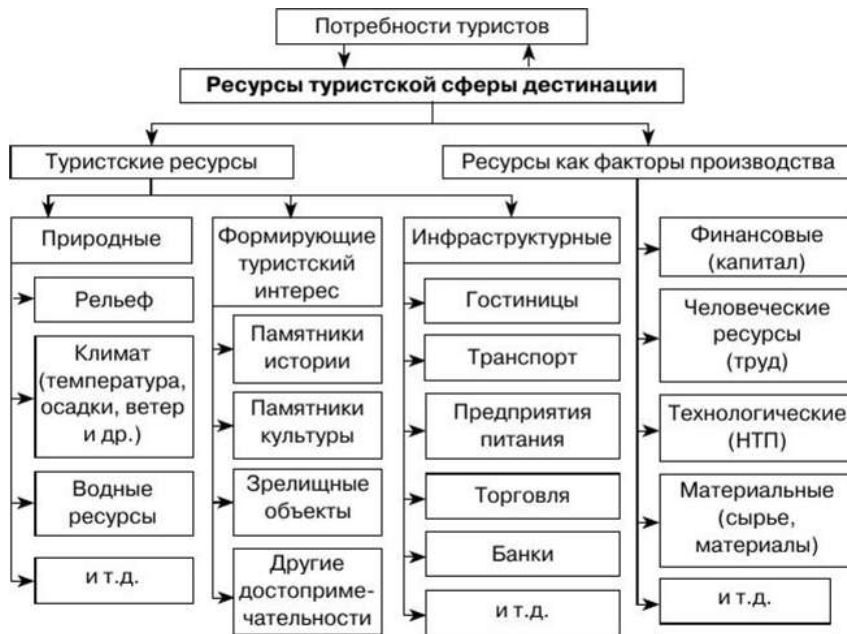 Потребности туристов
Ресурсы туристской сферы дестинации
Туристские ресурсы
Ресурсы как факторы производства
Природные
Рельеф
Климат
(температура,
осадки, ветер
и др.)
Водные
ресурсы
и т.д.
Формирующие
туристский
интерес
Памятники
истории
Памятники
культуры
Зрелищные
объекты
Другие
достоприме-
чательности
Инфраструктурные
Гостиницы
Транспорт
Предприятия
питания
Торговля
Банки
и т.д.
Финансовые
(капитал)
Человеческие
ресурсы
(труд)
Технологические
(НТП)
Материальные
(сырье,
материалы)
и т.д.